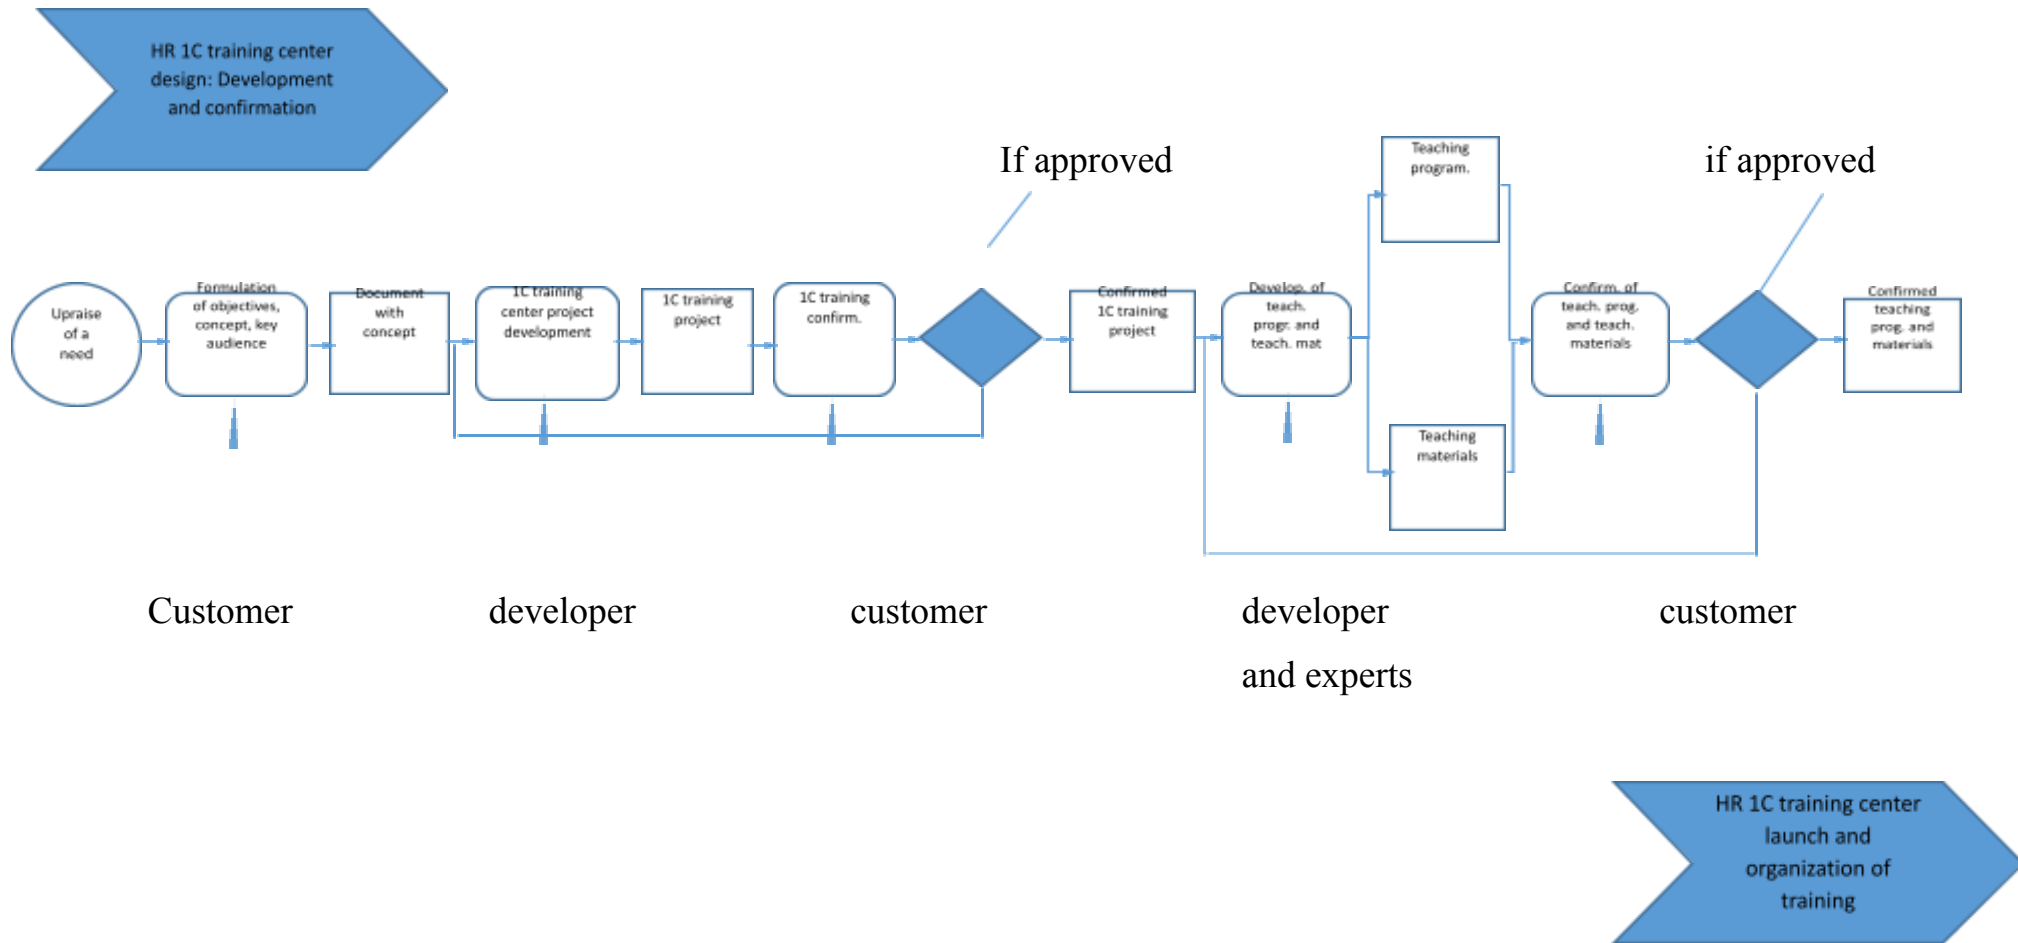 HR 1C training center
design: Development
and confirmation
If approved
if approved
Teaching
program.
Upraise
of a
need
Formulation
of objectives,
concept, key
audience
Document
with
concept
1C training
center project
development
1C training
project
1C training
confirm.
Confirmed
1C training
project
Develop. of
teach.
progr. and
teach. mat
Teaching
materials
Confirm. of
teach. prog.
and teach.
materials
Confirmed
teaching
prog. and
materials
Customer
developer
customer
developer
and experts
customer
HR 1C training center
launch and
organization of
training